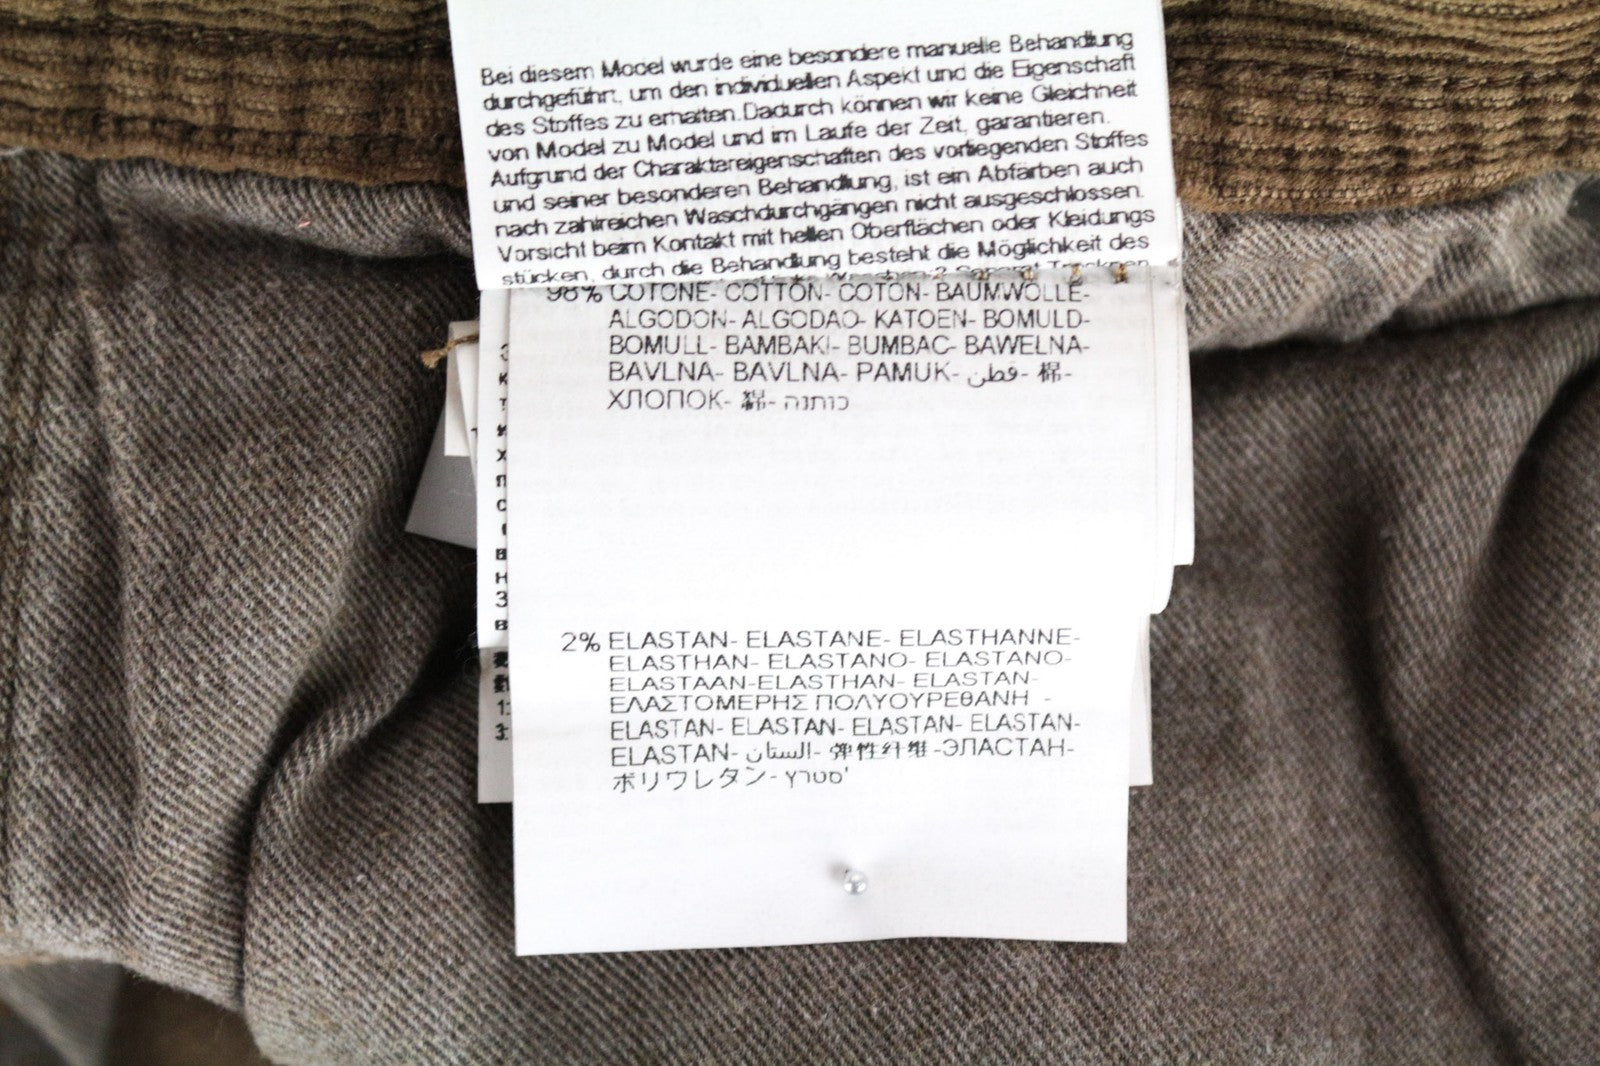 Bei diesem Model wurde eine besondere manuelle Behandlung
durchgeführt, um den individuellen Aspekt und die Eigenschaft
des Stoffes zu erhalten.Dadurch können wir keine Gleichheit
von Model zu Model und im Laufe der Zeit, garantieren.
Aufgrund der Charaktereigenschaften des vorliegenden Stoffes
und seiner besonderen Behandlung, ist ein Abfärben auch
nach zahlreichen Waschdurchgängen nicht ausgeschlossen.
Vorsicht beim Kontakt mit hellen Oberflächen oder Kleidungs
stücken, durch die Behandlung besteht die Möglichkeit des
98% COTONE- COTTON- COTON- BAUMWOLLE-
ALGODON- ALGODAO- KATOEN- BOMULD-
BOMULL- BAMBAKI- BUMBAC- BAWELNA-
BAVLNA- BAVLNA- PAMUK- قطن- 棉-
ХЛОПОК- 綿- כותנה
2% ELASTAN- ELASTANE- ELASTHANNE-
ELASTHAN- ELASTANO- ELASTANO-
ELASTAAN-ELASTHAN- ELASTAN-
ΕΛΑΣΤΟΜΕΡΗΣ ΠΟΛΥΟΥΡΕΘΑΝΗ -
ELASTAN- ELASTAN- ELASTAN- ELASTAN-
ELASTAN- الستان- 弹性纤维 -ЭЛАСТАН-
ポリウレタン- סטרץ'